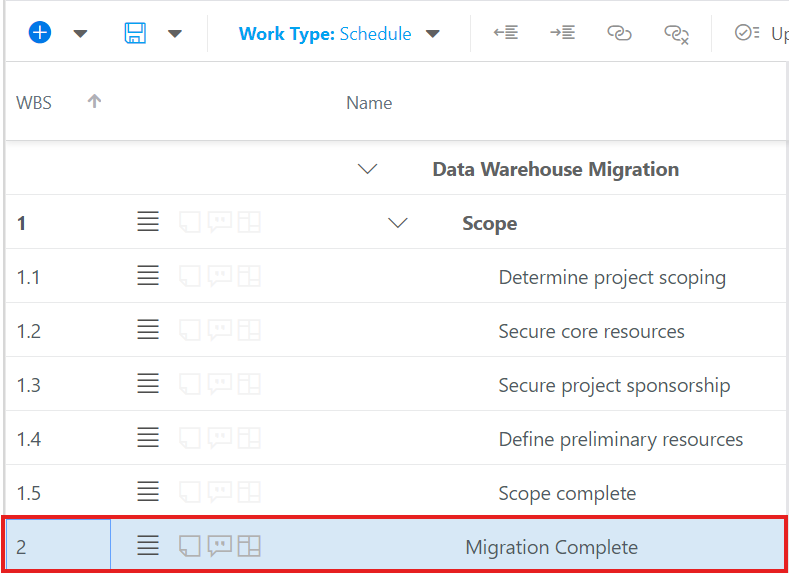 Work Type: Schedule Up
WBS Name
Data Warehouse Migration
1 Scope
1.1 Determine project scoping
1.2 Secure core resources
1.3 Secure project sponsorship
1.4 Define preliminary resources
1.5 Scope complete
2 Migration Complete